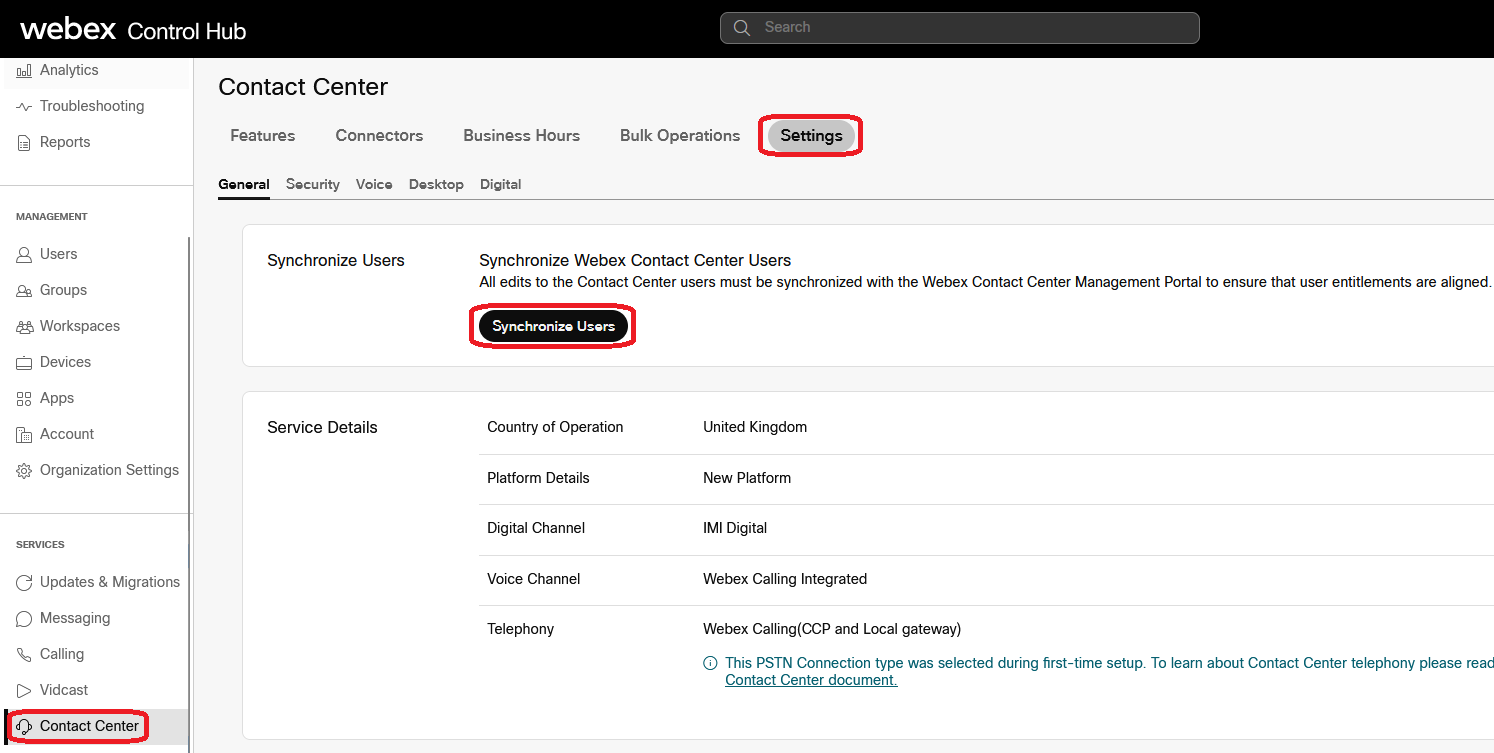 webex Control Hub
Search
Analytics
Troubleshooting
Reports
MANAGEMENT
Users
Groups
Workspaces
Devices
Apps
Account
Organization Settings
SERVICES
Updates & Migrations
Messaging
Calling
Vidcast
Contact Center
Contact Center
Features Connectors Business Hours Bulk Operations Settings
General Security Voice Desktop Digital
Synchronize Users
Synchronize Webex Contact Center Users
All edits to the Contact Center users must be synchronized with the Webex Contact Center Management Portal to ensure that user entitlements are aligned.
Synchronize Users
Service Details
Country of Operation United Kingdom
Platform Details New Platform
Digital Channel IMI Digital
Voice Channel Webex Calling Integrated
Telephony Webex Calling(CCP and Local gateway)
This PSTN Connection type was selected during first-time setup. To learn about Contact Center telephony please read
Contact Center document.